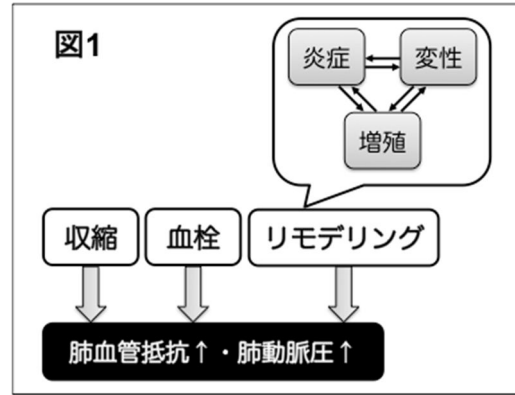 図1
炎症 変性
増殖
収縮 血栓 リモデリング
肺血管抵抗↑・肺動脈圧↑